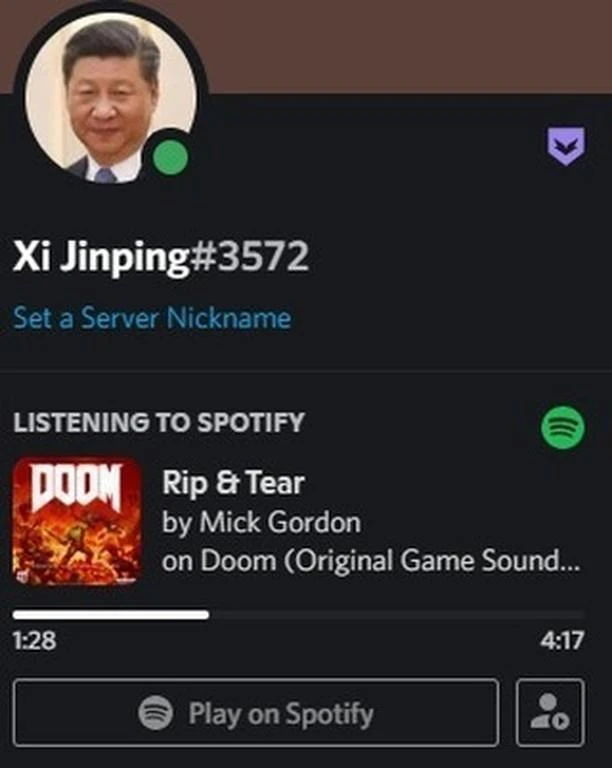 Xi Jinping#3572
Set a Server Nickname
LISTENING TO SPOTIFY
DOOM
Rip & Tear
by Mick Gordon
on Doom (Original Game Sound...
1:28
4:17
Play on Spotify